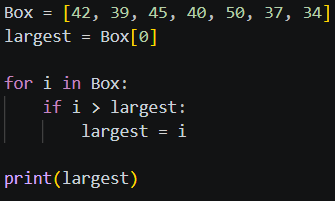 Box = [42, 39, 45, 40, 50, 37, 34]
largest = Box[0]

for i in Box:
    if i > largest:
        largest = i

print(largest)